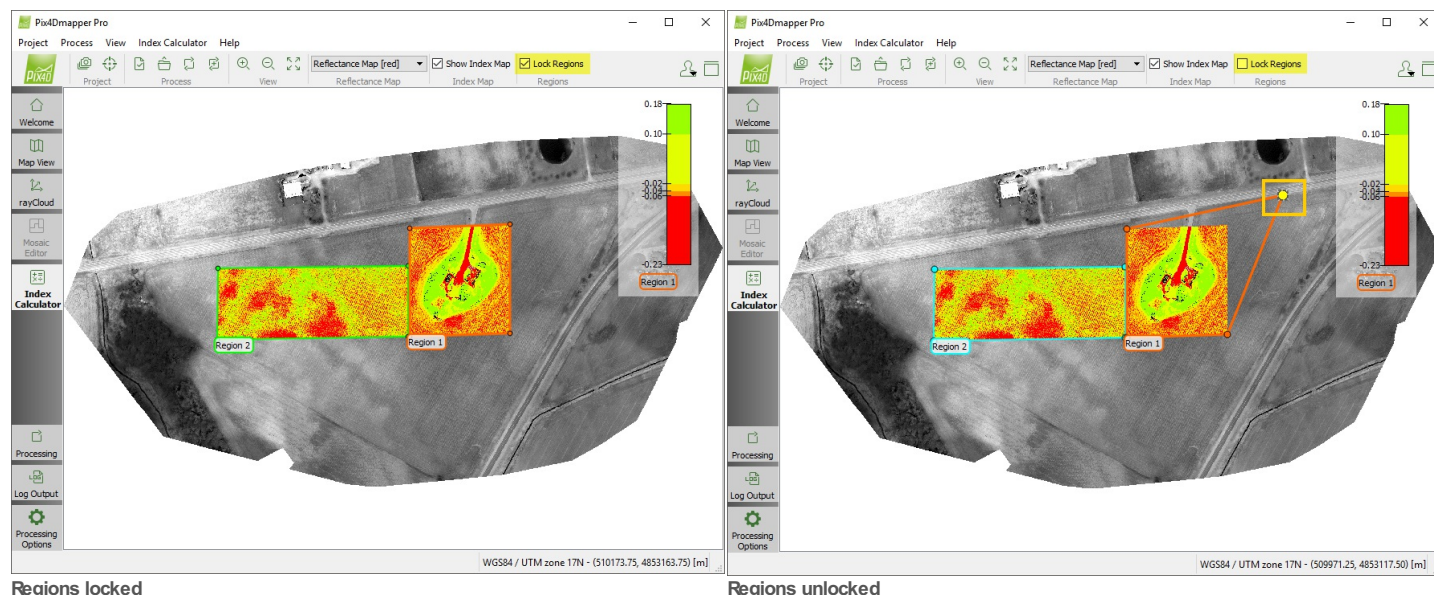 Pix4Dmapper Pro
Project Process View Index Calculator Help
PIX4D
Reflectance Map [red] Show Index Map Lock Regions
Project Process View Reflectance Map Index Map Regions
Welcome
Map View
rayCloud
Mosaic
Editor
Index
Calculator
Processing
Log Output
Processing
Options
0.18
0.10
-0.02
-0.06
-0.23
Region 1
Region 2
Region 1
WGS84 / UTM zone 17N - (510173.75, 4853163.75) [m]
Regions locked
Pix4Dmapper Pro
Project Process View Index Calculator Help
PIX4D
Reflectance Map [red] Show Index Map Lock Regions
Project Process View Reflectance Map Index Map Regions
Welcome
Map View
rayCloud
Mosaic
Editor
Index
Calculator
Processing
Log Output
Processing
Options
0.18
0.10
-0.02
-0.06
-0.23
Region 1
Region 2
Region 1
WGS84 / UTM zone 17N - (509971.25, 4853117.50) [m]
Regions unlocked